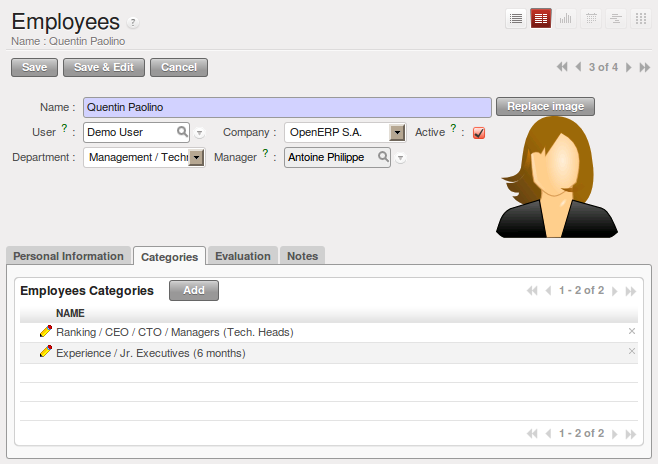 Employees ?
Name : Quentin Paolino
Save Save & Edit Cancel 3 of 4
Name : Quentin Paolino Replace image
User ? : Demo User Company : OpenERP S.A. Active ? :
Department : Management / Techn Manager ? : Antoine Philippe
Personal Information Categories Evaluation Notes
Employees Categories Add 1 - 2 of 2
NAME
Ranking / CEO / CTO / Managers (Tech. Heads)
Experience / Jr. Executives (6 months)
1 - 2 of 2